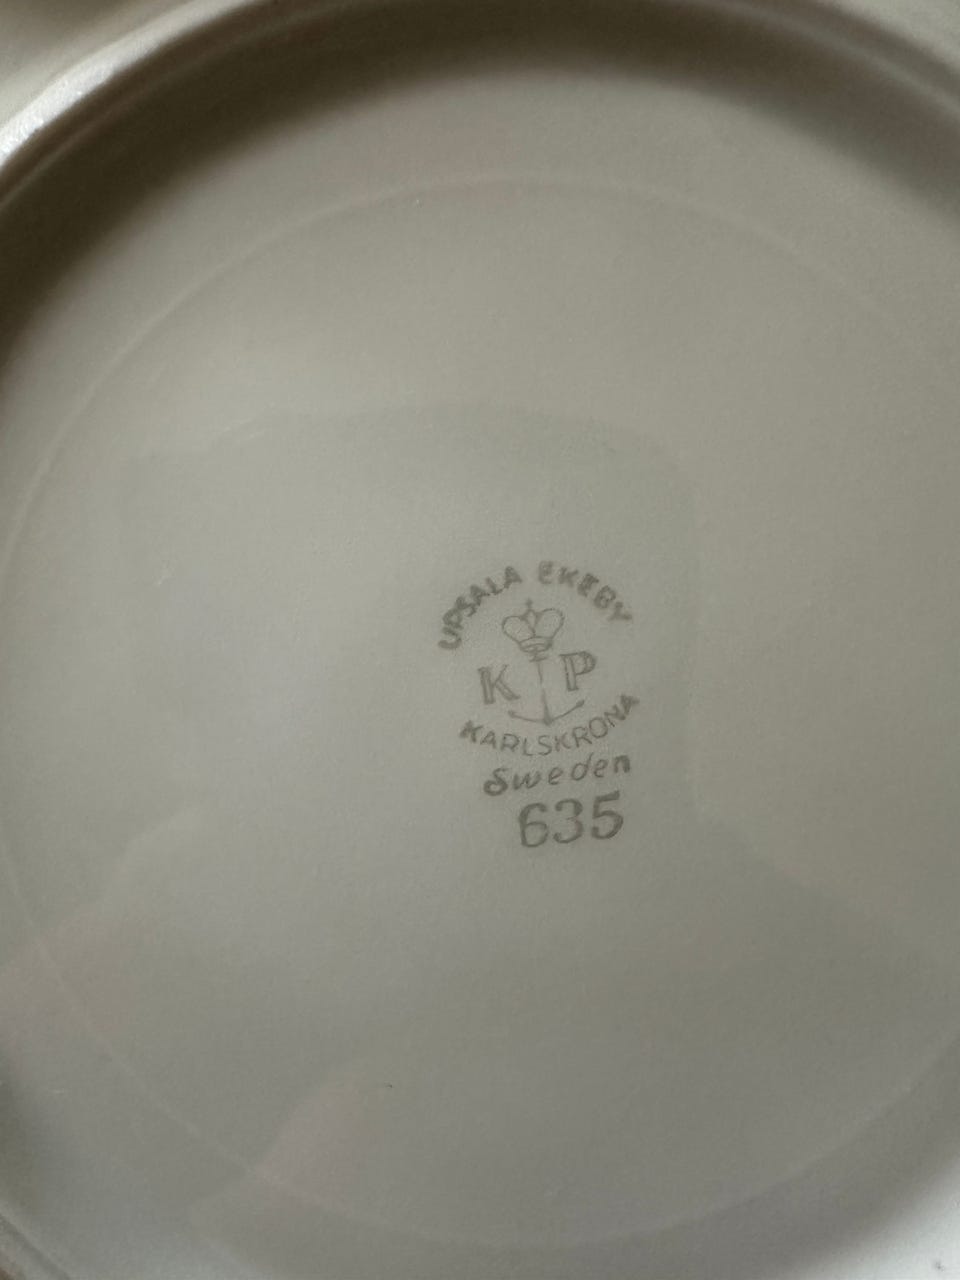 UPSALA EKEBY
K P
KARLSKRONA
Sweden
635